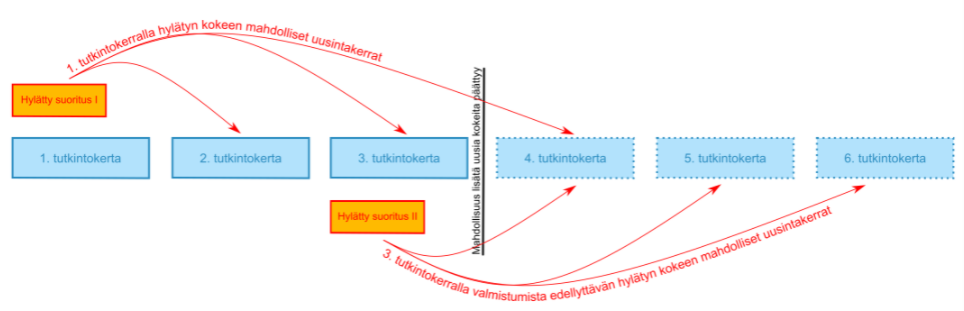 1. tutkintokerralla hylätyn kokeen mahdolliset uusintakerrat
Hylätty suoritus I
Mahdollisuus lisätä uusia kokeita päättyy
1. tutkintokerta
2. tutkintokerta
3. tutkintokerta
4. tutkintokerta
5. tutkintokerta
6. tutkintokerta
Hylätty suoritus II
3. tutkintokerralla valmistumista edellyttävän hylätyn kokeen mahdolliset uusintakerrat